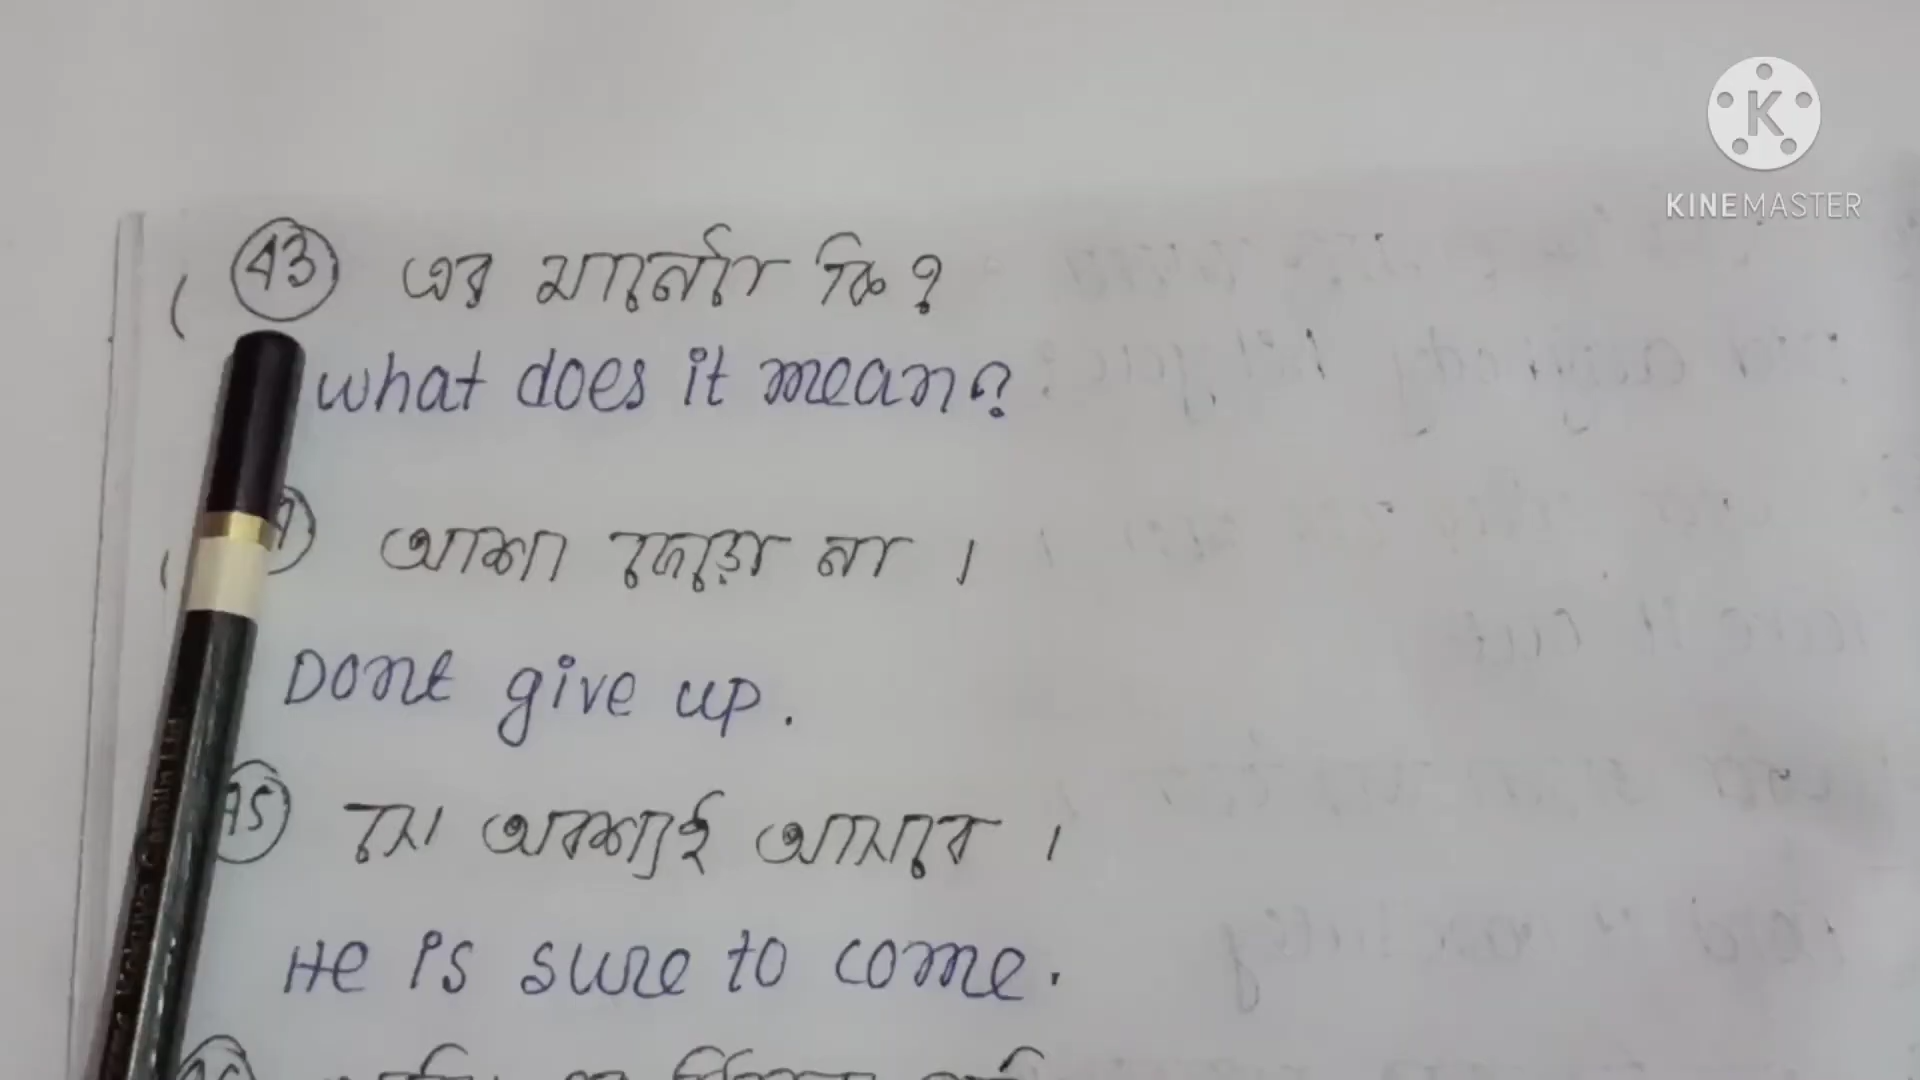 KINEMASTER
43 এর মানেটা কি?
what does it mean?
আশা ছেড়ো না ।
Dont give up.
45 সে অবশ্যই আসবে ।
He is sure to come.